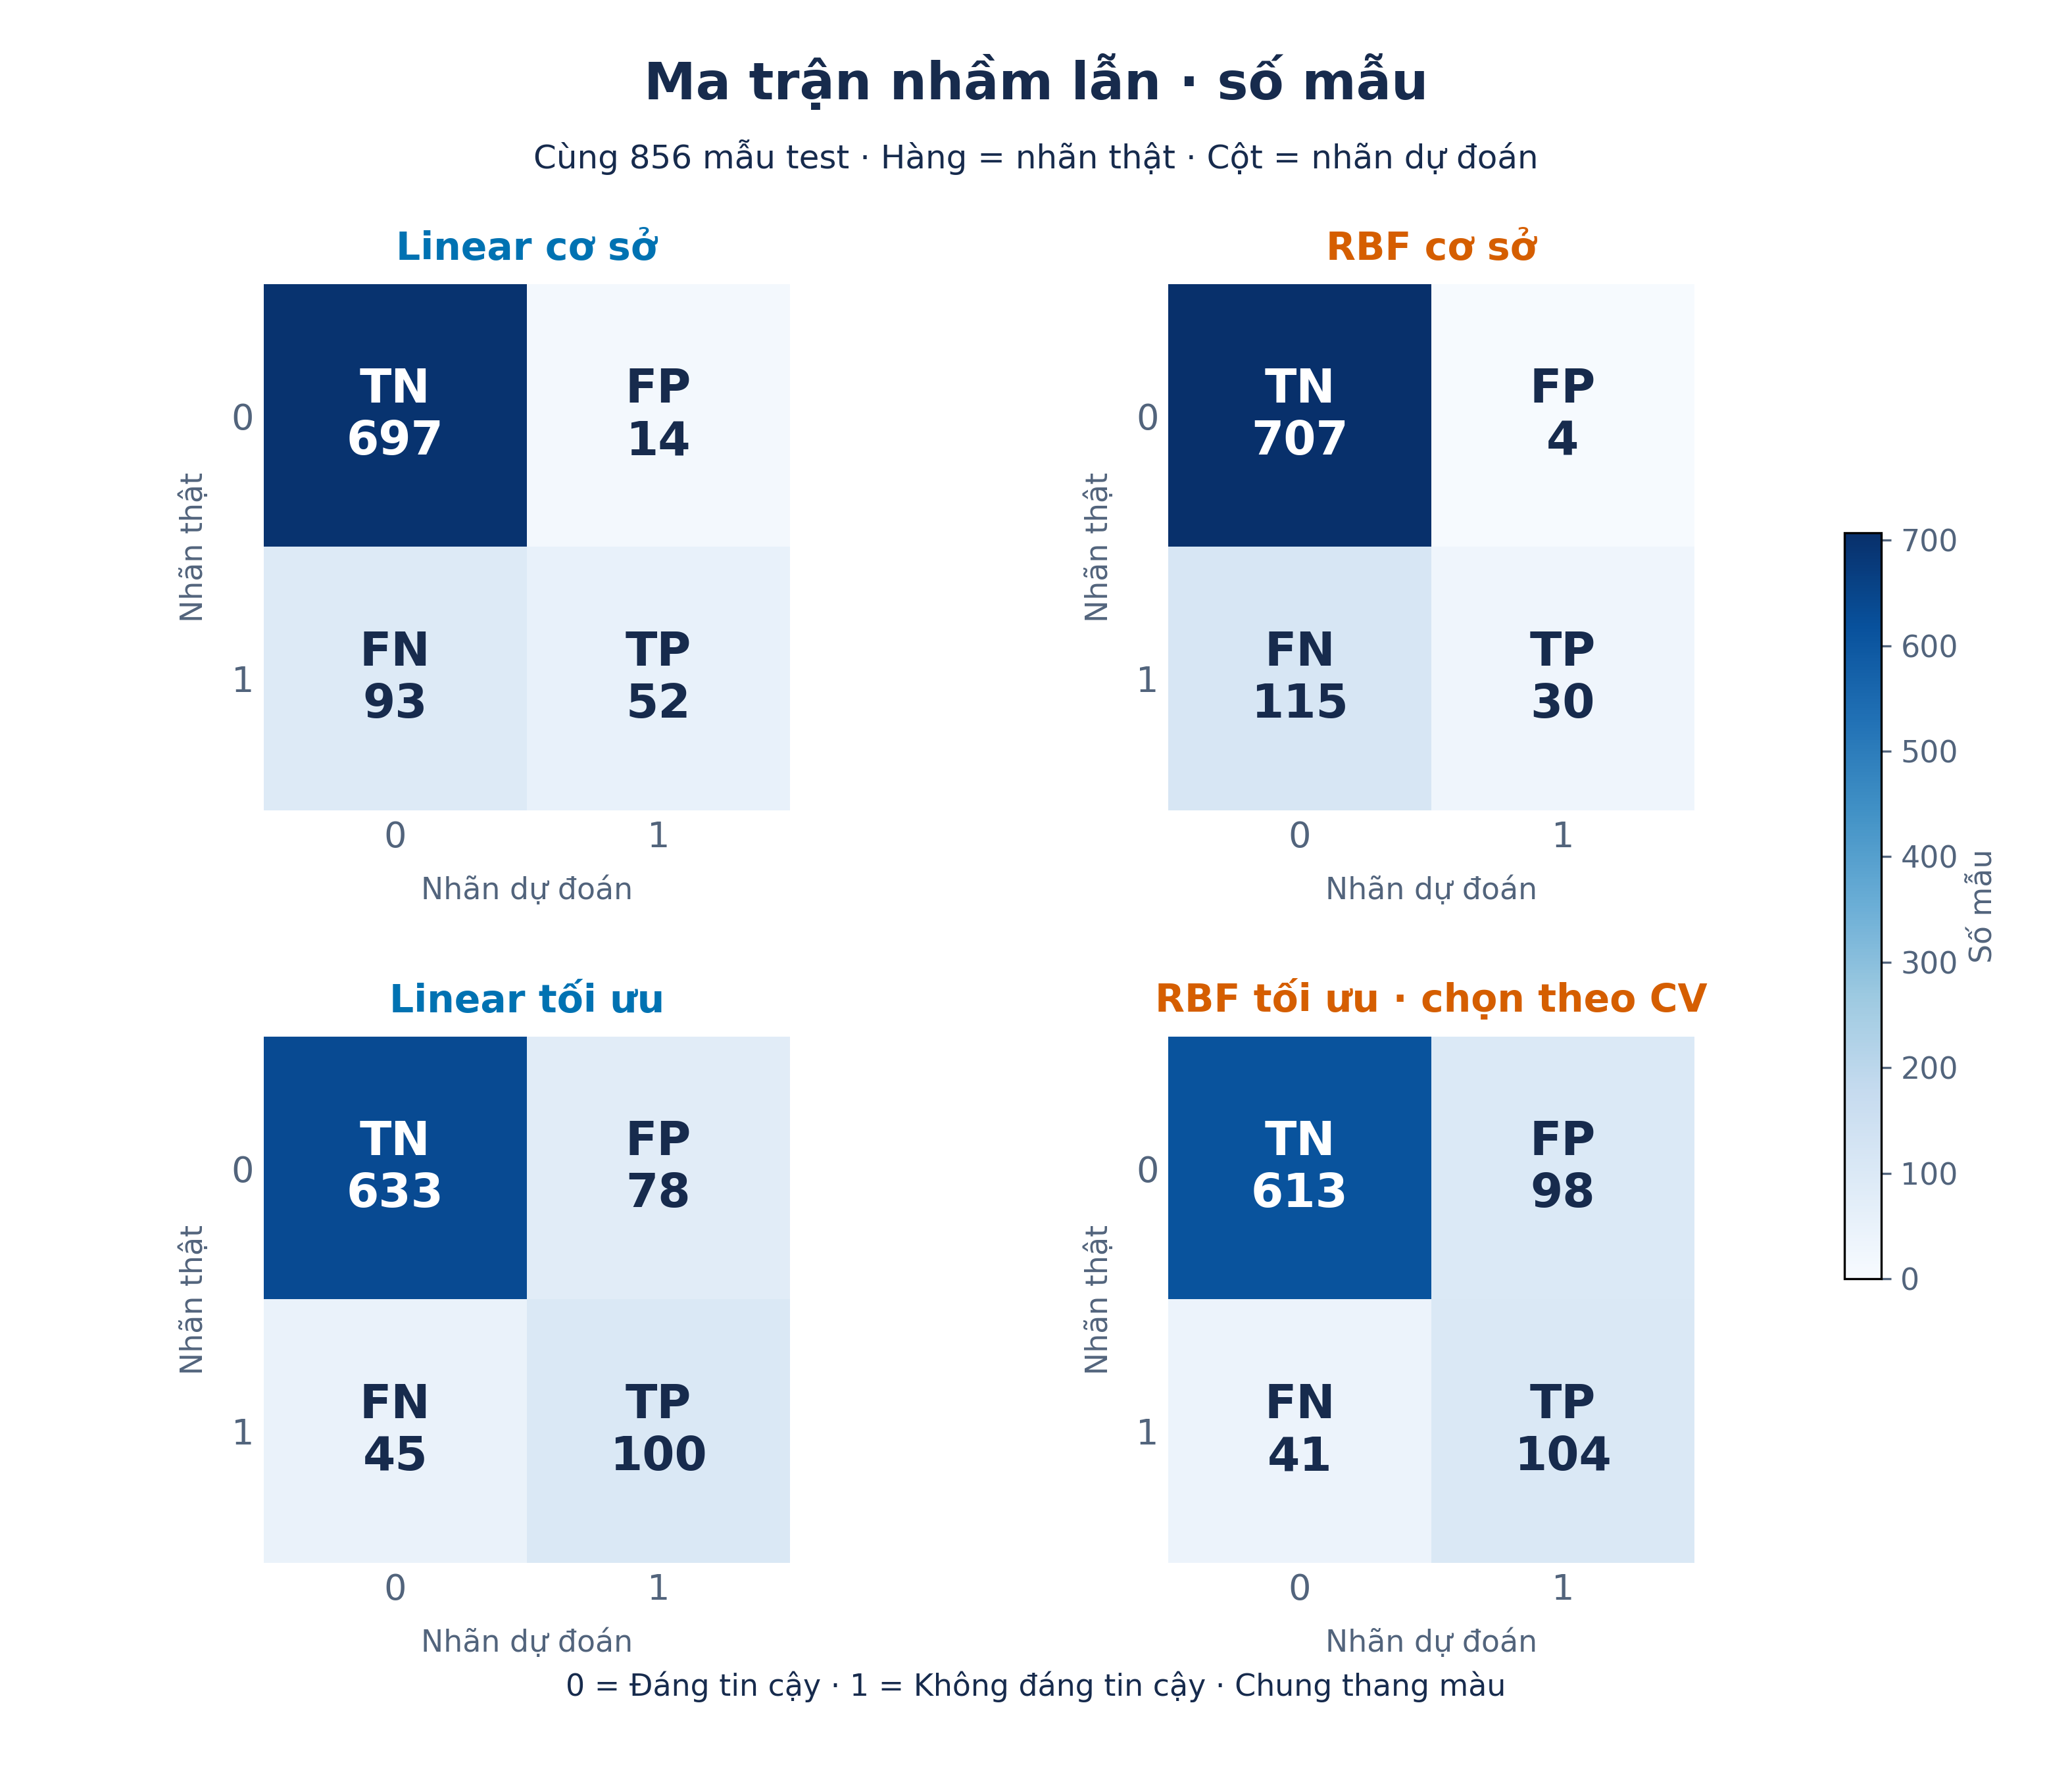 Ma trận nhầm lẫn · số mẫu
Cùng 856 mẫu test · Hàng = nhãn thật · Cột = nhãn dự đoán
Linear cơ sở
Nhãn thật
0
TN
697
FP
14
1
FN
93
TP
52
0
1
Nhãn dự đoán
RBF cơ sở
Nhãn thật
0
TN
707
FP
4
1
FN
115
TP
30
0
1
Nhãn dự đoán
Linear tối ưu
Nhãn thật
0
TN
633
FP
78
1
FN
45
TP
100
0
1
Nhãn dự đoán
RBF tối ưu · chọn theo CV
Nhãn thật
0
TN
613
FP
98
1
FN
41
TP
104
0
1
Nhãn dự đoán
700
600
500
400
300
200
100
0
Số mẫu
0 = Đáng tin cậy · 1 = Không đáng tin cậy · Chung thang màu